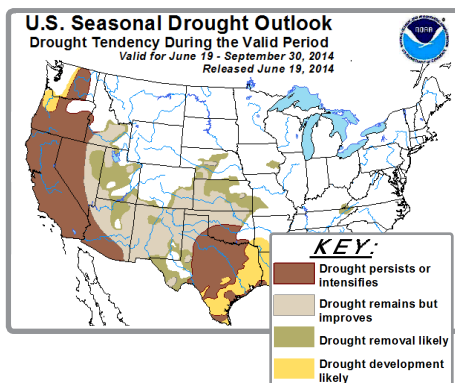 U.S. Seasonal Drought Outlook
Drought Tendency During the Valid Period
Valid for June 19 - September 30, 2014
Released June 19, 2014
NOAA
KEY:
Drought persists or
intensifies
Drought remains but
improves
Drought removal likely
Drought development
likely